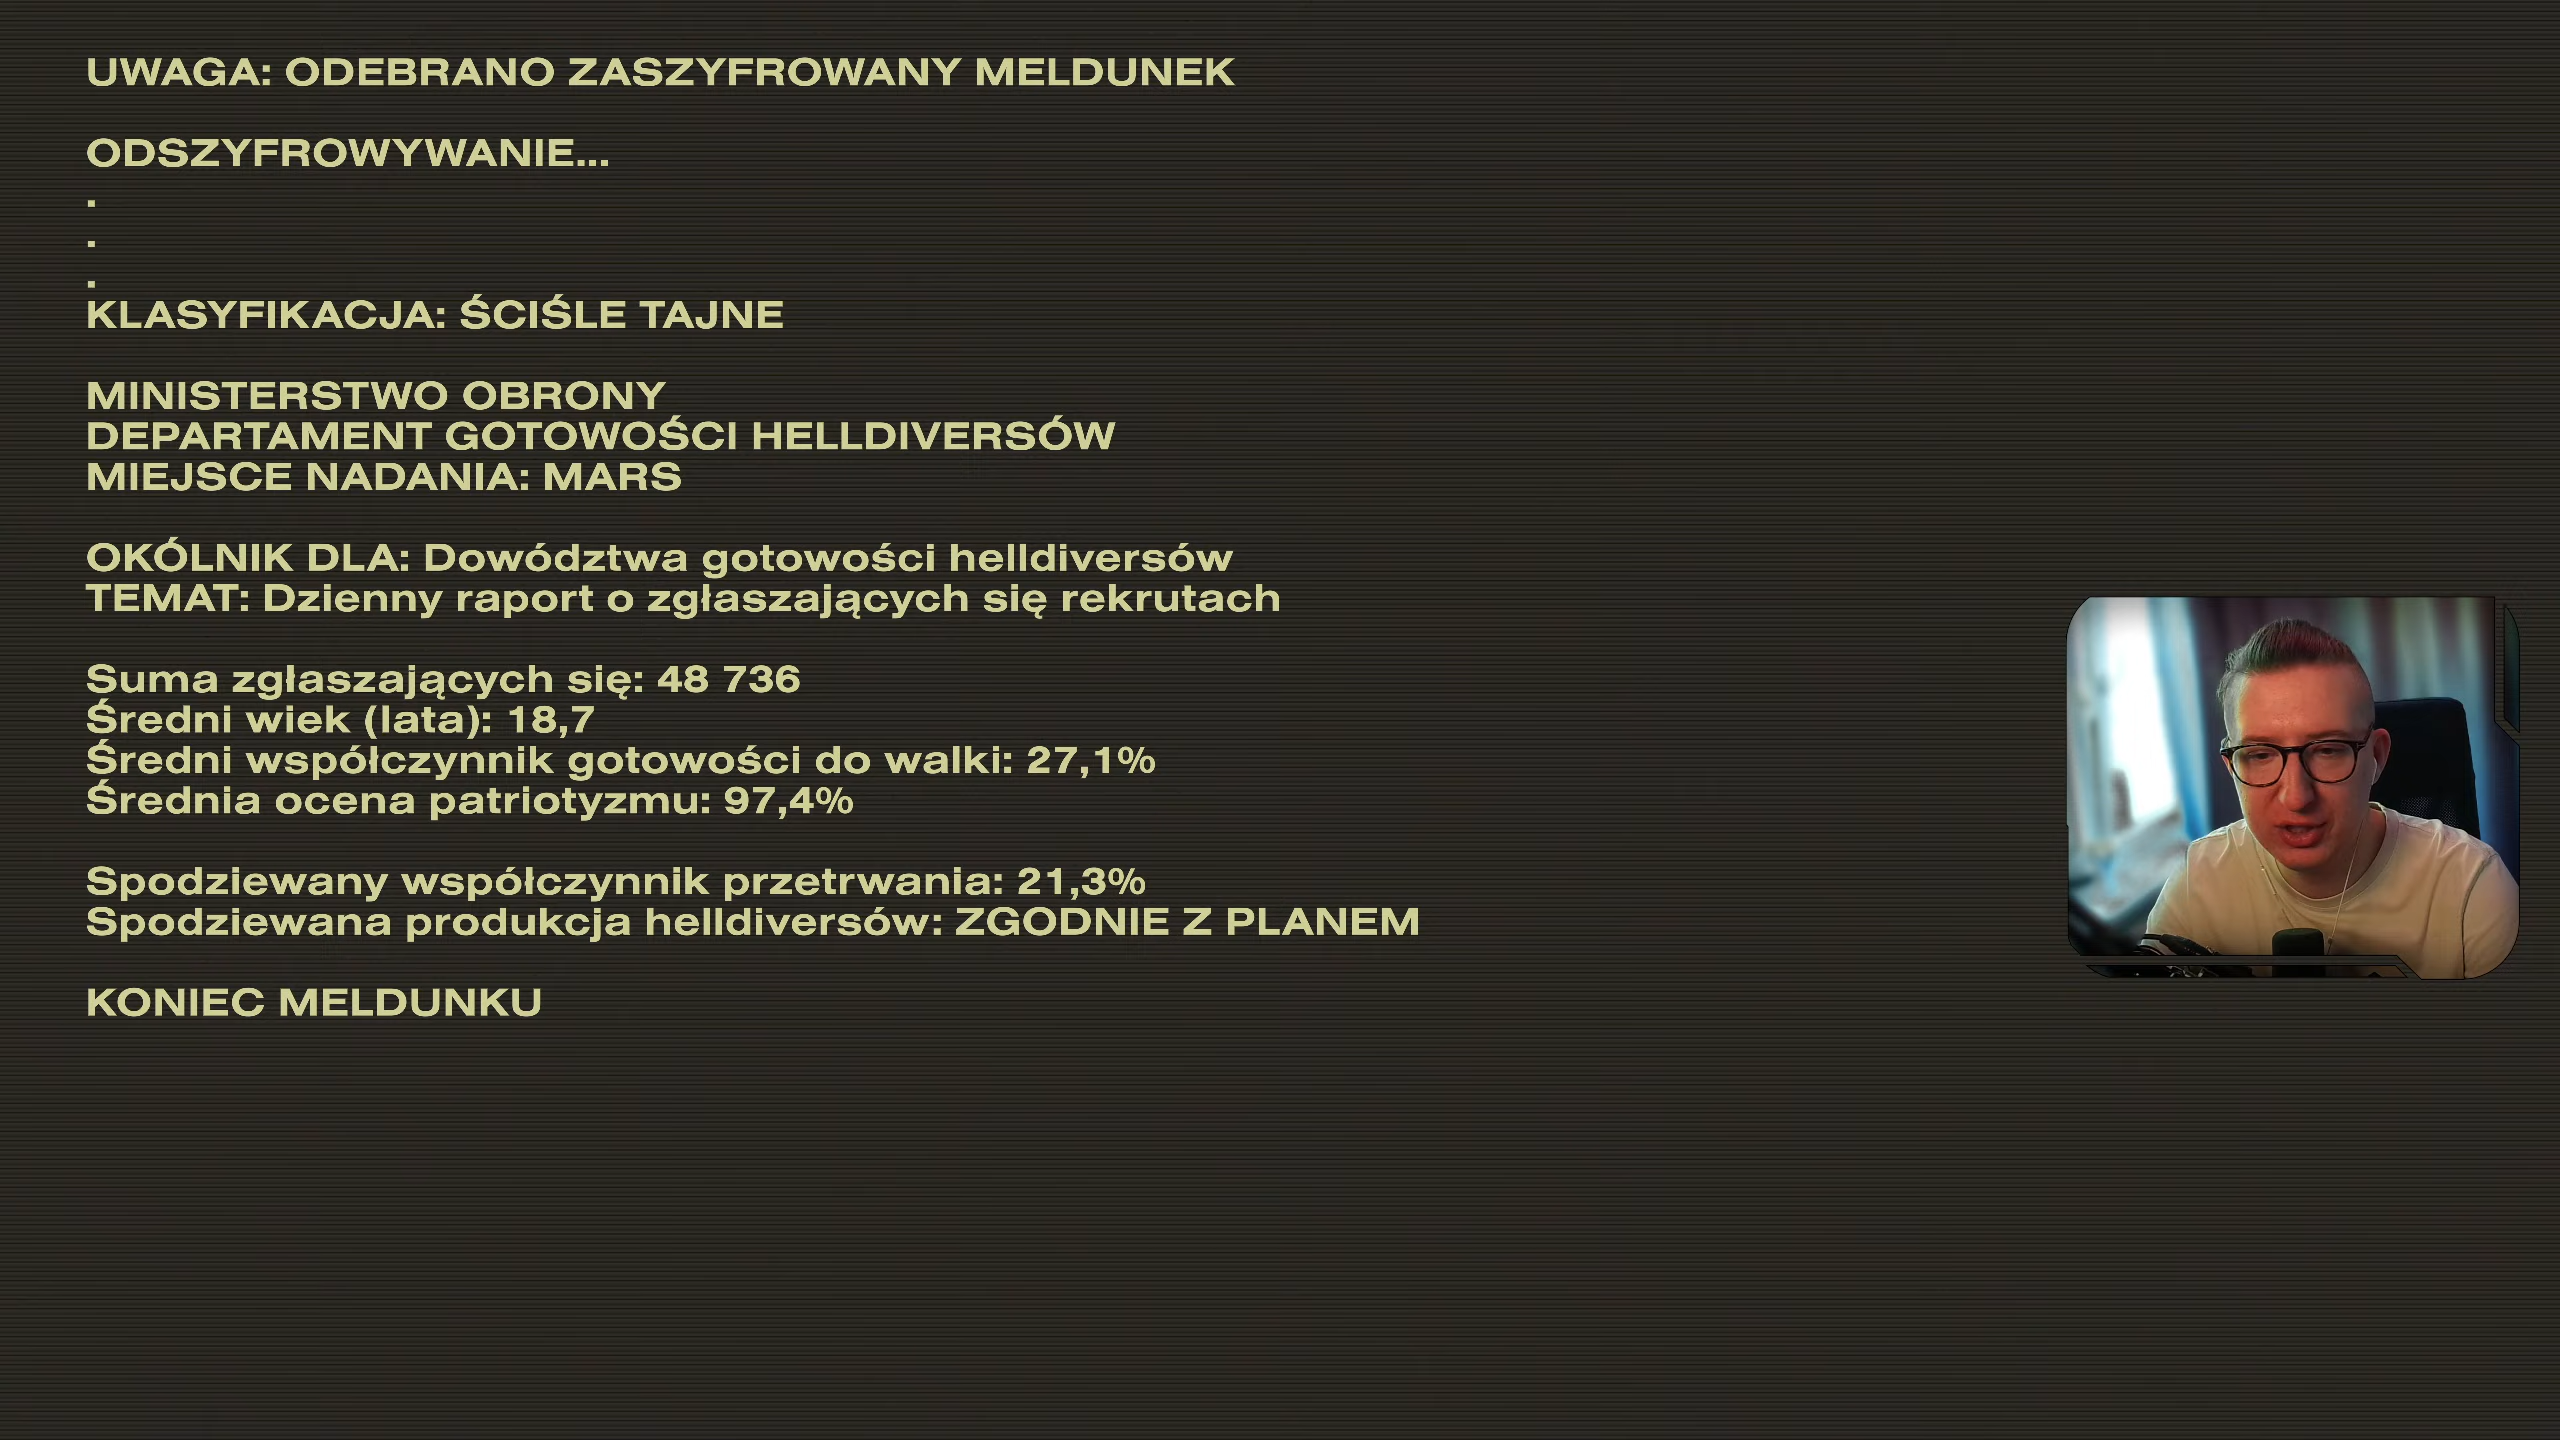 UWAGA: ODEBRANO ZASZYFROWANY MELDUNEK
ODSZYFROWYWANIE...
.
.
.
KLASYFIKACJA: ŚCIŚLE TAJNE
MINISTERSTWO OBRONY
DEPARTAMENT GOTOWOŚCI HELLDIVERSÓW
MIEJSCE NADANIA: MARS
OKÓLNIK DLA: Dowództwa gotowości helldiversów
TEMAT: Dzienny raport o zgłaszających się rekrutach
Suma zgłaszających się: 48 736
Średni wiek (lata): 18,7
Średni współczynnik gotowości do walki: 27,1%
Średnia ocena patriotyzmu: 97,4%
Spodziewany współczynnik przetrwania: 21,3%
Spodziewana produkcja helldiversów: ZGODNIE Z PLANEM
KONIEC MELDUNKU